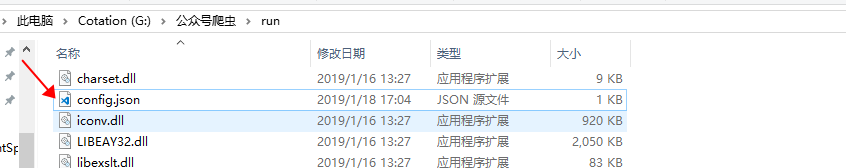 此电脑 > Cotation (G:) > 公众号爬虫 > run
名称 修改日期 类型 大小
charset.dll 2019/1/16 13:27 应用程序扩展 9 KB
config.json 2019/1/18 17:04 JSON 源文件 1 KB
iconv.dll 2019/1/16 13:27 应用程序扩展 920 KB
LIBEAY32.dll 2019/1/16 13:27 应用程序扩展 2,050 KB
ntSp libexslt.dll 2019/1/16 13:27 应用程序扩展 83 KB